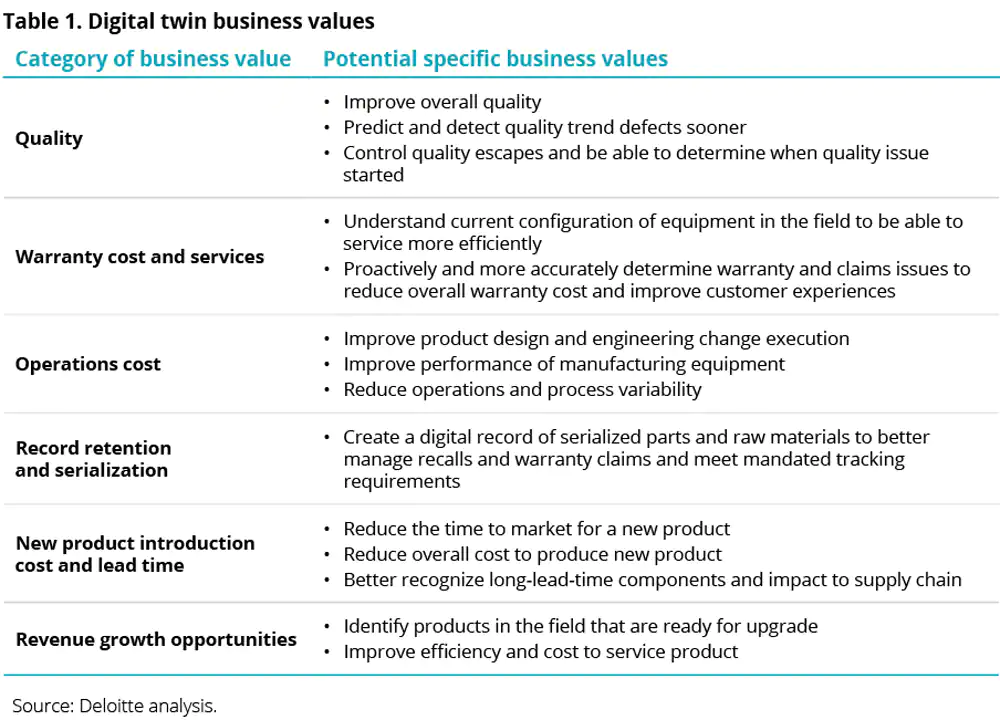 Table 1. Digital twin business values
Category of business value
Potential specific business values
Quality
• Improve overall quality
• Predict and detect quality trend defects sooner
• Control quality escapes and be able to determine when quality issue
started
Warranty cost and services
• Understand current configuration of equipment in the field to be able to
service more efficiently
• Proactively and more accurately determine warranty and claims issues to
reduce overall warranty cost and improve customer experiences
Operations cost
• Improve product design and engineering change execution
• Improve performance of manufacturing equipment
• Reduce operations and process variability
Record retention
and serialization
• Create a digital record of serialized parts and raw materials to better
manage recalls and warranty claims and meet mandated tracking
requirements
New product introduction
cost and lead time
• Reduce the time to market for a new product
• Reduce overall cost to produce new product
• Better recognize long-lead-time components and impact to supply chain
Revenue growth opportunities
• Identify products in the field that are ready for upgrade
• Improve efficiency and cost to service product
Source: Deloitte analysis.